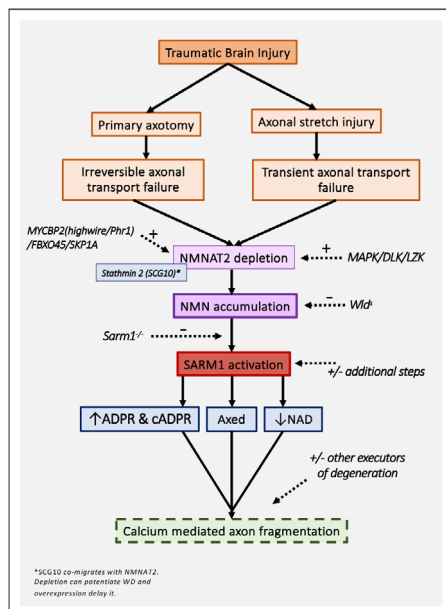 Traumatic Brain Injury
Primary axotomy
Axonal stretch injury
Irreversible axonal
transport failure
Transient axonal transport
failure
MYCBP2(highwire/Phr1)
/FBXO45/SKP1A
+
NMNAT2 depletion
+
MAPK/DLK/LZK
Stathmin 2 (SCG10)*
NMN accumulation
–
Wldˢ
Sarm1⁻/⁻
–
SARM1 activation
+/- additional steps
↑ADPR & cADPR
Axed
↓NAD
+/- other executors
of degeneration
Calcium mediated axon fragmentation
*SCG10 co-migrates with NMNAT2.
Depletion can potentiate WD and
overexpression delay it.